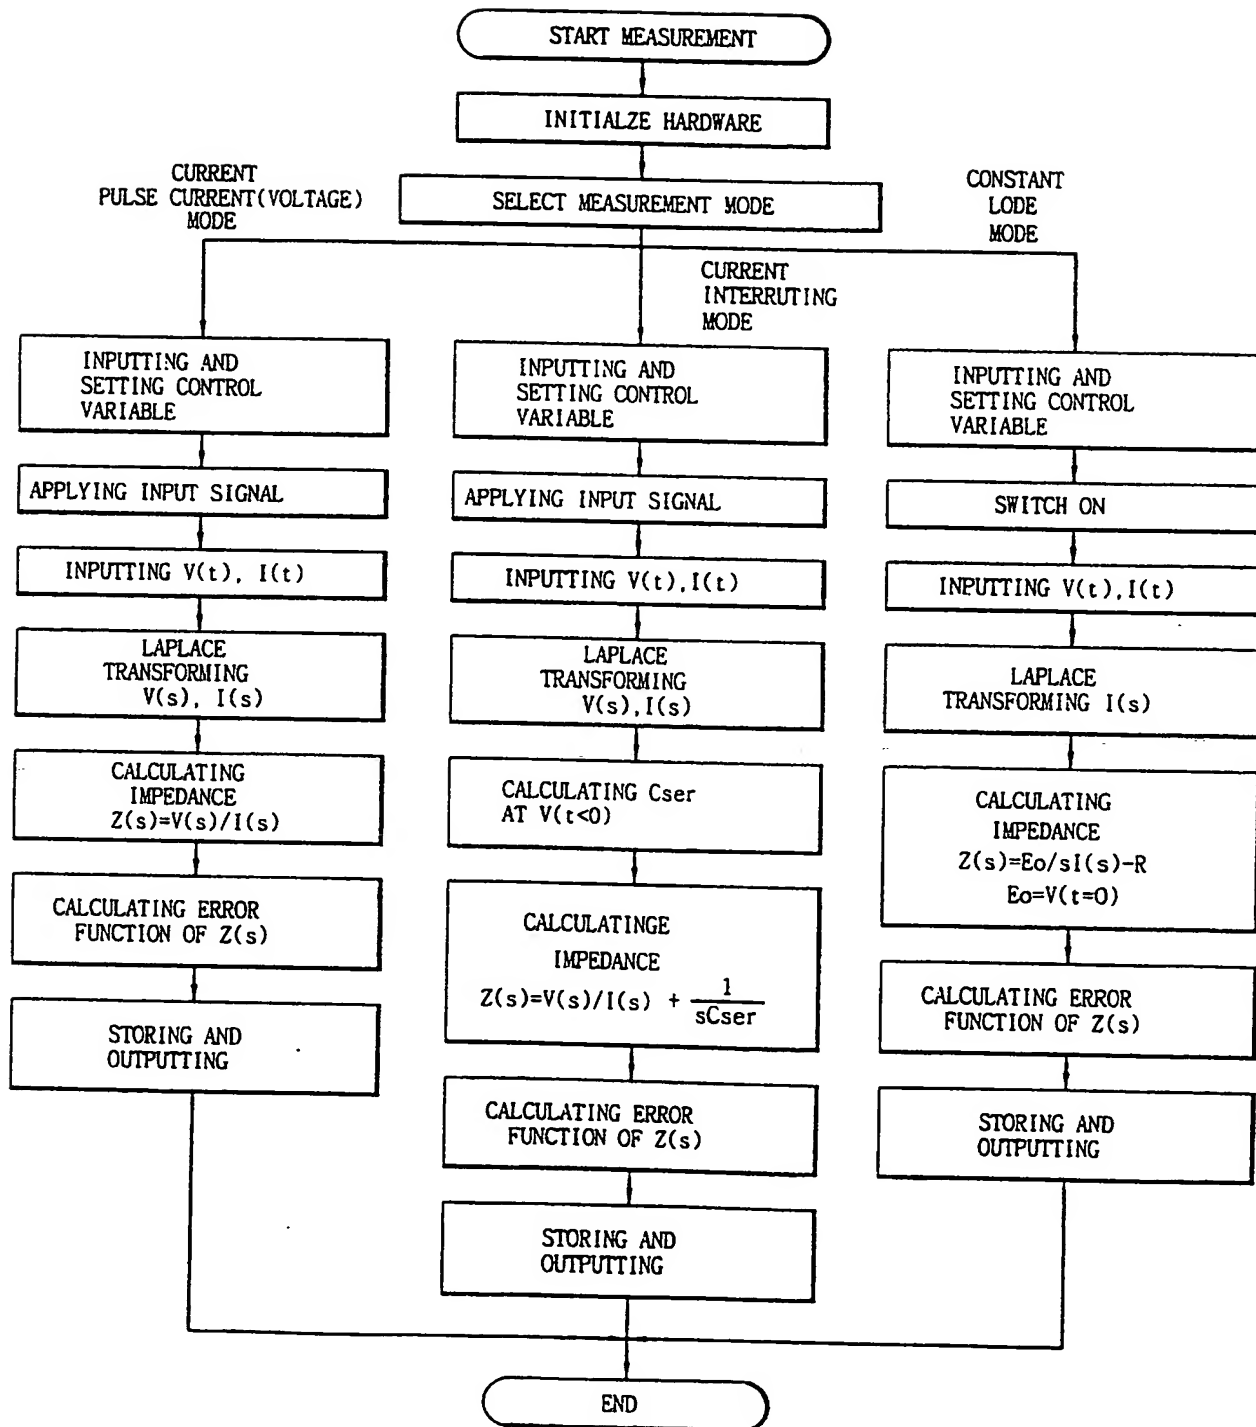 START MEASUREMENT
INITIALZE HARDWARE
SELECT MEASUREMENT MODE
CURRENT
PULSE CURRENT(VOLTAGE)
MODE
CURRENT
INTERRUTING
MODE
CONSTANT
LODE
MODE
INPUTTING AND
SETTING CONTROL
VARIABLE
APPLYING INPUT SIGNAL
INPUTTING V(t), I(t)
LAPLACE
TRANSFORMING
V(s), I(s)
CALCULATING
IMPEDANCE
Z(s)=V(s)/I(s)
CALCULATING ERROR
FUNCTION OF Z(s)
STORING AND
OUTPUTTING
INPUTTING AND
SETTING CONTROL
VARIABLE
APPLYING INPUT SIGNAL
INPUTTING V(t),I(t)
LAPLACE
TRANSFORMING
V(s),I(s)
CALCULATING Cser
AT V(t<0)
CALCULATINGE
IMPEDANCE
Z(s)=V(s)/I(s) + 1/sCser
CALCULATING ERROR
FUNCTION OF Z(s)
STORING AND
OUTPUTTING
INPUTTING AND
SETTING CONTROL
VARIABLE
SWITCH ON
INPUTTING V(t),I(t)
LAPLACE
TRANSFORMING I(s)
CALCULATING
IMPEDANCE
Z(s)=Eo/sI(s)-R
Eo=V(t=0)
CALCULATING ERROR
FUNCTION OF Z(s)
STORING AND
OUTPUTTING
END